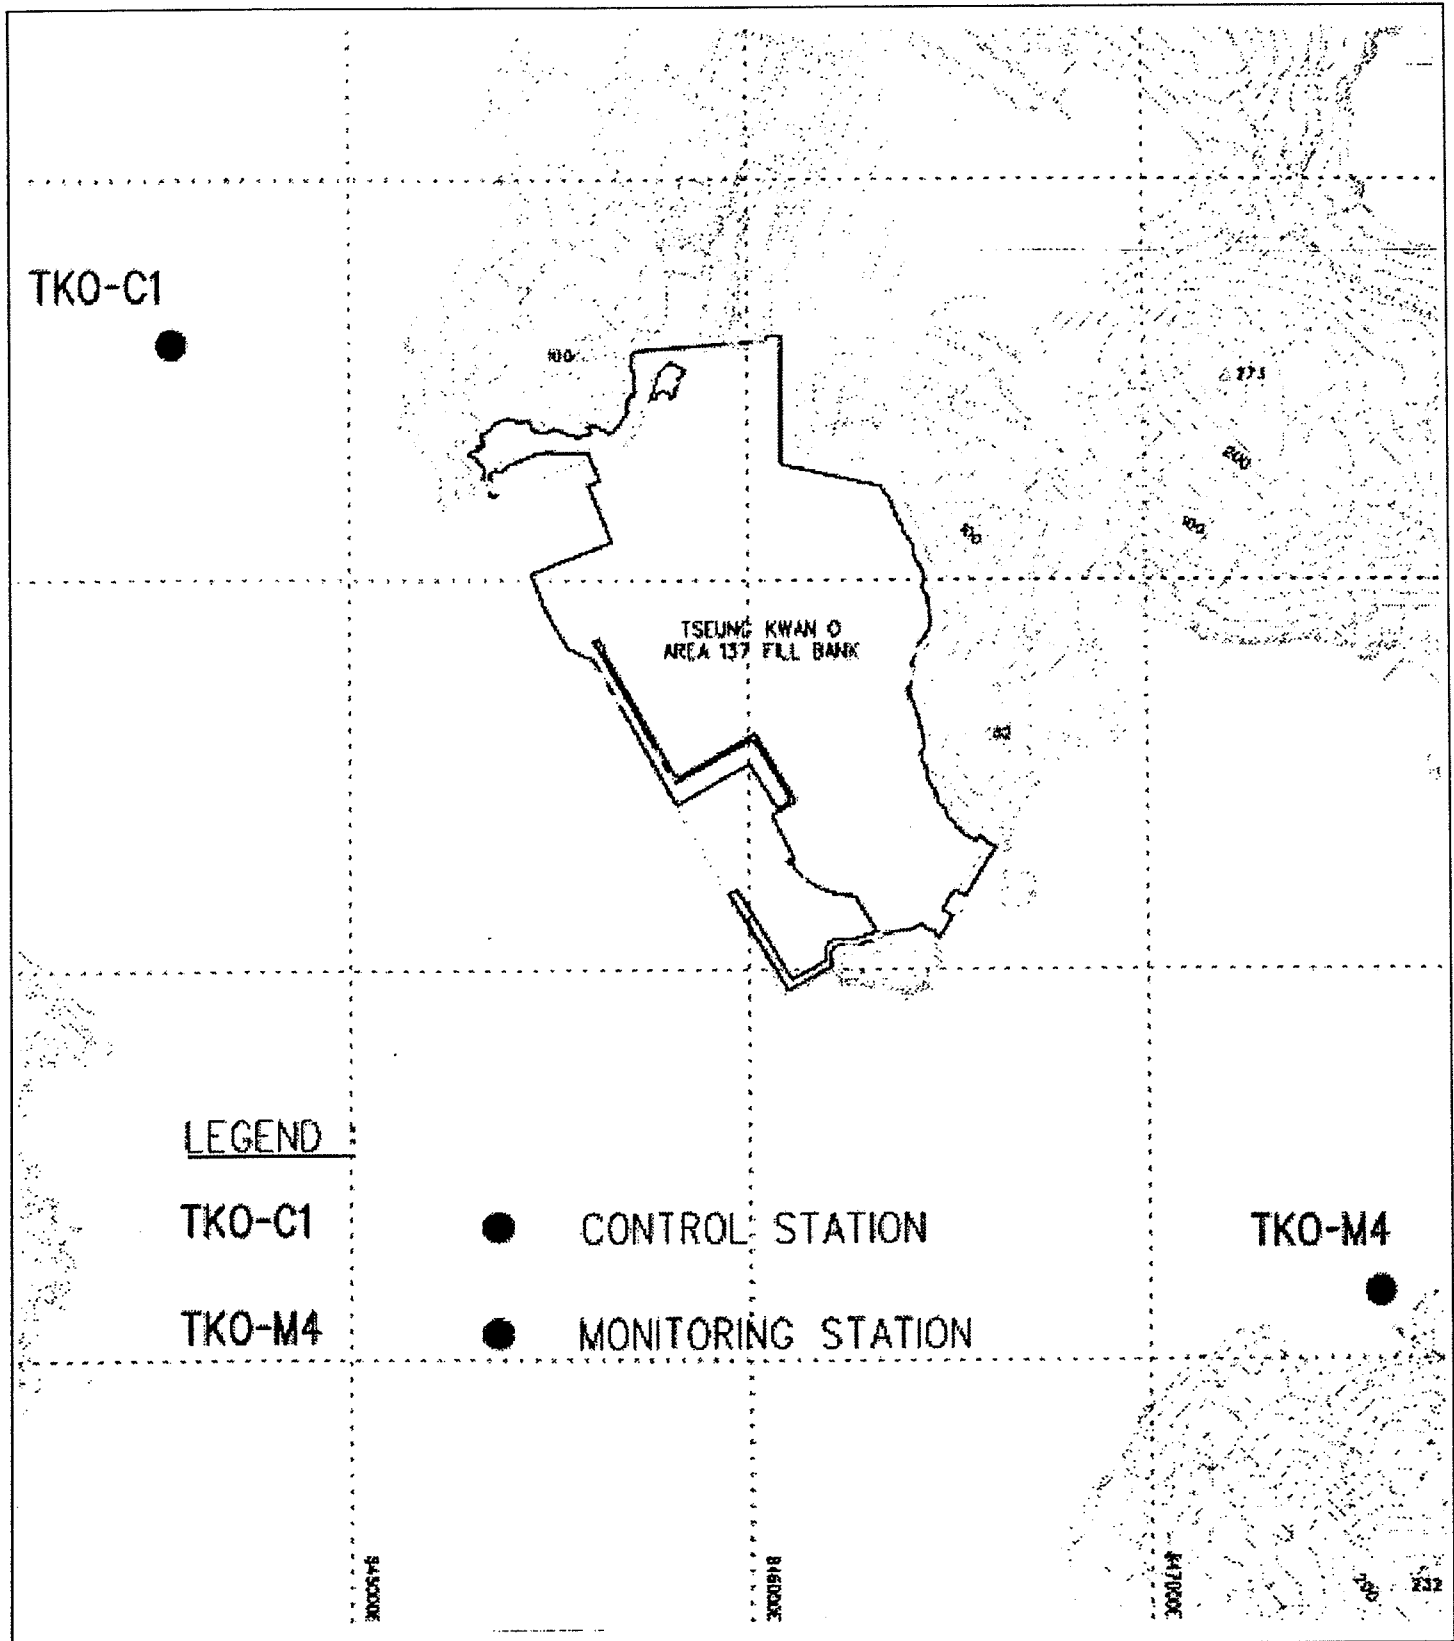 TKO-C1
100
273
200
100
TSEUNG KWAN O
AREA 137 FILL BANK
LEGEND
TKO-C1 ● CONTROL STATION
TKO-M4
TKO-M4 ● MONITORING STATION
845000E
846000E
847000E
200
232